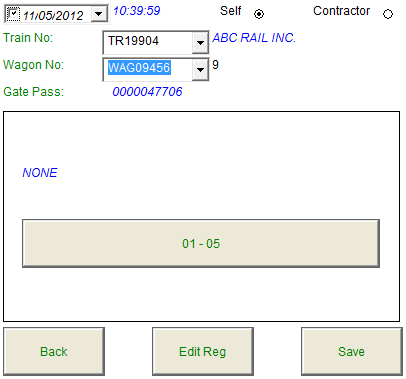 11/05/2012 10:39:59 Self Contractor
Train No: TR19904 ABC RAIL INC.
Wagon No: WAG09456 9
Gate Pass: 0000047706
NONE
01 - 05
Back Edit Reg Save